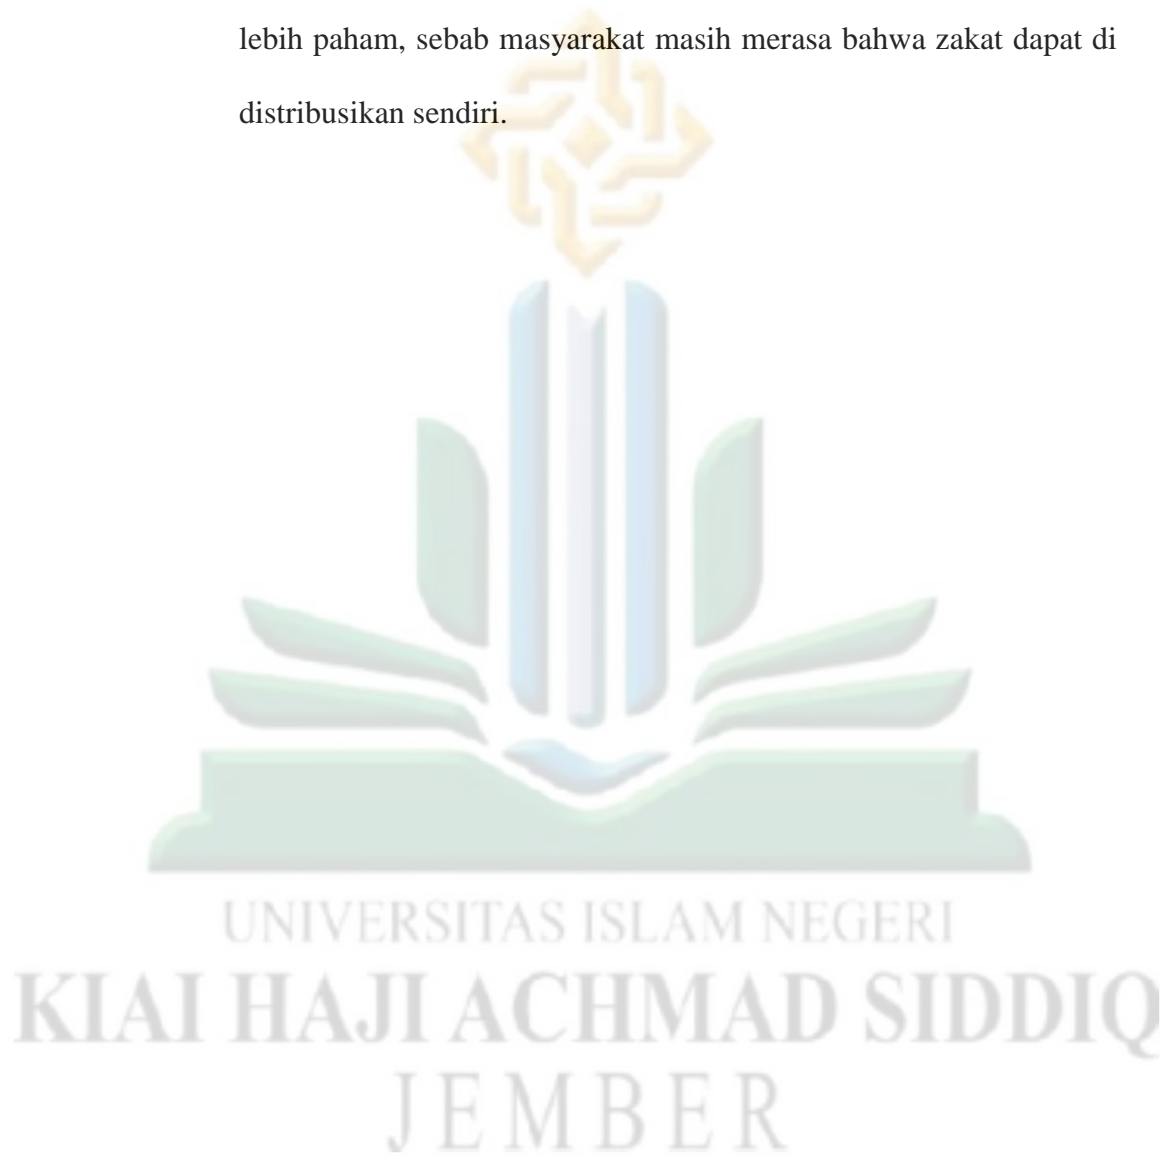 lebih paham, sebab masyarakat masih merasa bahwa zakat dapat di
distribusikan sendiri.
UNIVERSITAS ISLAM NEGERI
KIAI HAJI ACHMAD SIDDIQ
JEMBER